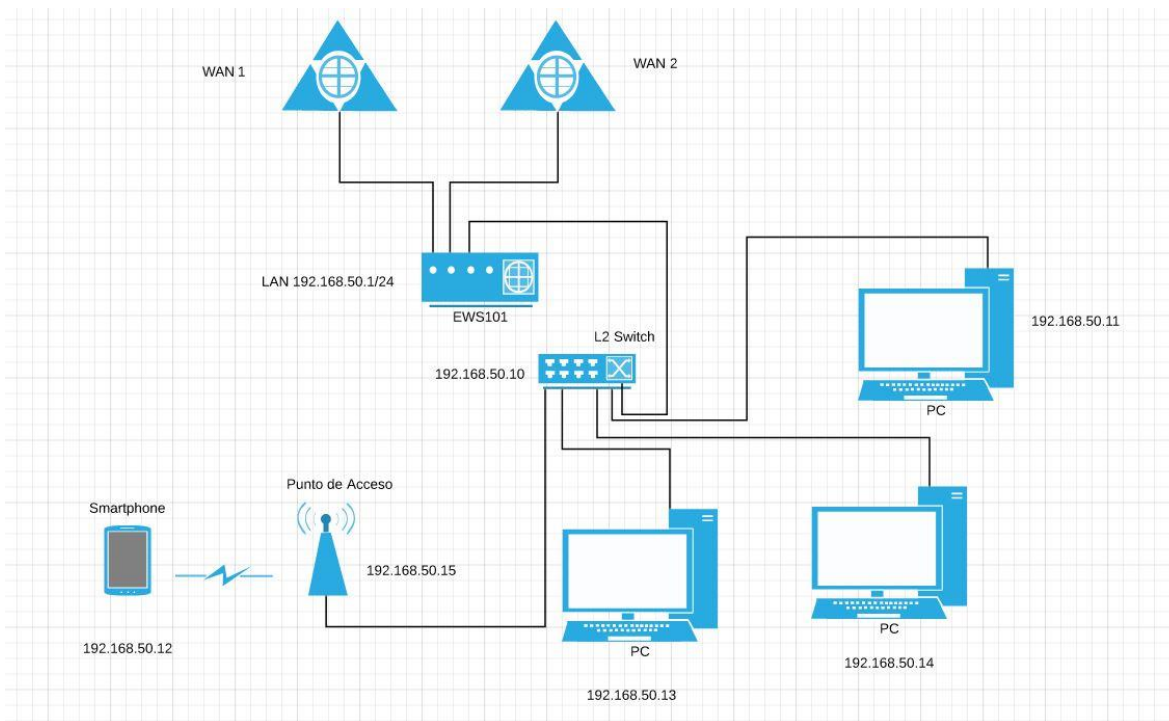 WAN 1
WAN 2
LAN 192.168.50.1/24
EWS101
L2 Switch
192.168.50.10
192.168.50.11
PC
Punto de Acceso
Smartphone
192.168.50.15
192.168.50.12
PC
192.168.50.13
PC
192.168.50.14